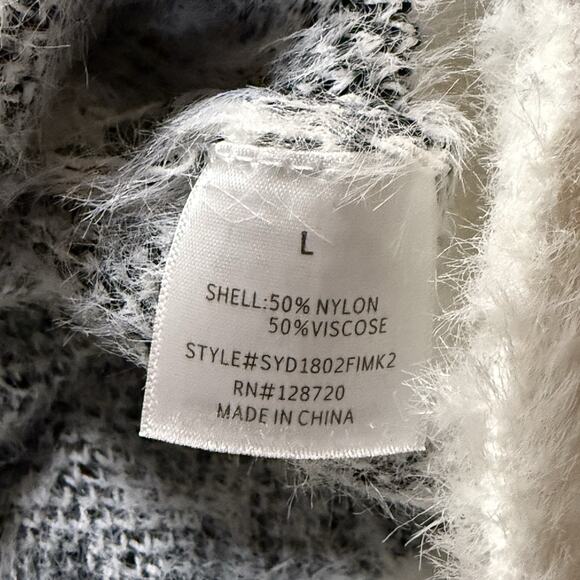 L
SHELL:50% NYLON
50%VISCOSE
STYLE#SYD1802FIMK2
RN#128720
MADE IN CHINA